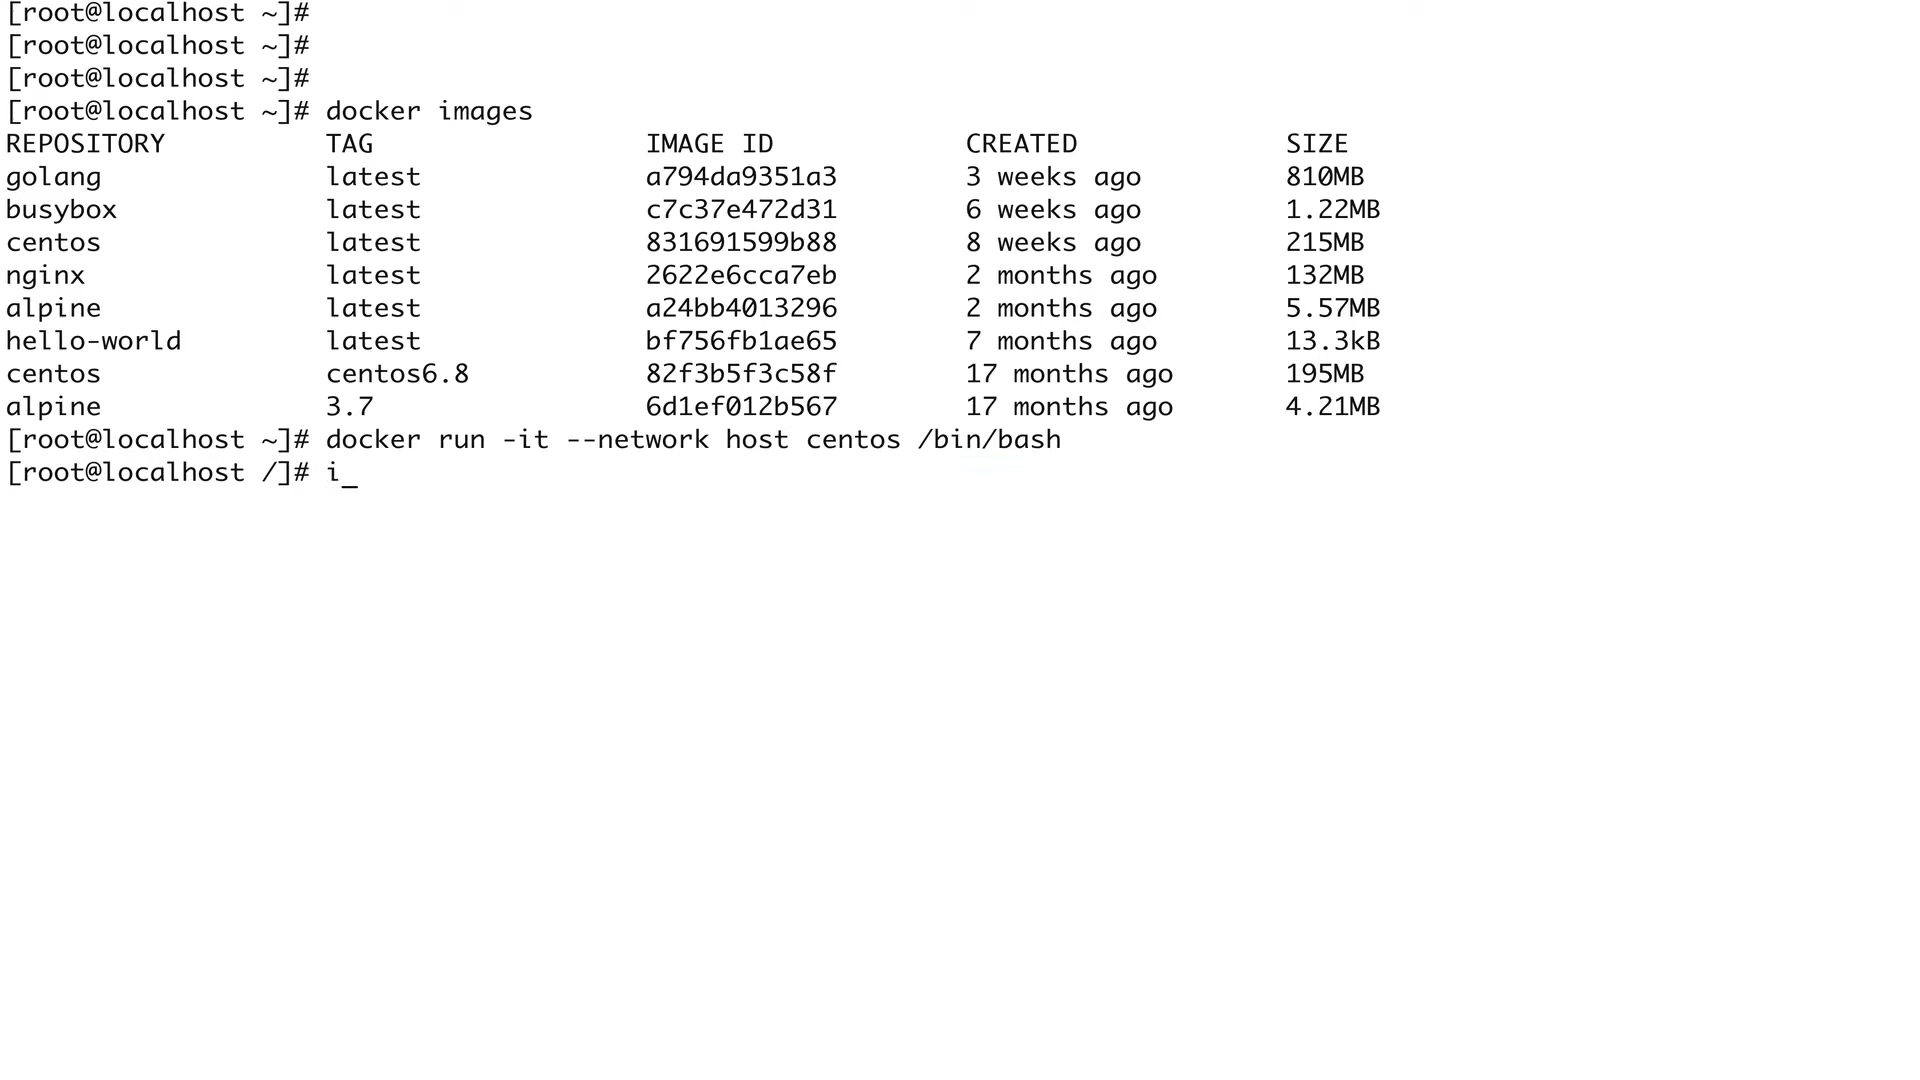 [root@localhost ~]#
[root@localhost ~]#
[root@localhost ~]#
[root@localhost ~]# docker images
REPOSITORY TAG IMAGE ID CREATED SIZE
golang latest a794da9351a3 3 weeks ago 810MB
busybox latest c7c37e472d31 6 weeks ago 1.22MB
centos latest 831691599b88 8 weeks ago 215MB
nginx latest 2622e6cca7eb 2 months ago 132MB
alpine latest a24bb4013296 2 months ago 5.57MB
hello-world latest bf756fb1ae65 7 months ago 13.3kB
centos centos6.8 82f3b5f3c58f 17 months ago 195MB
alpine 3.7 6d1ef012b567 17 months ago 4.21MB
[root@localhost ~]# docker run -it --network host centos /bin/bash
[root@localhost /]# i_